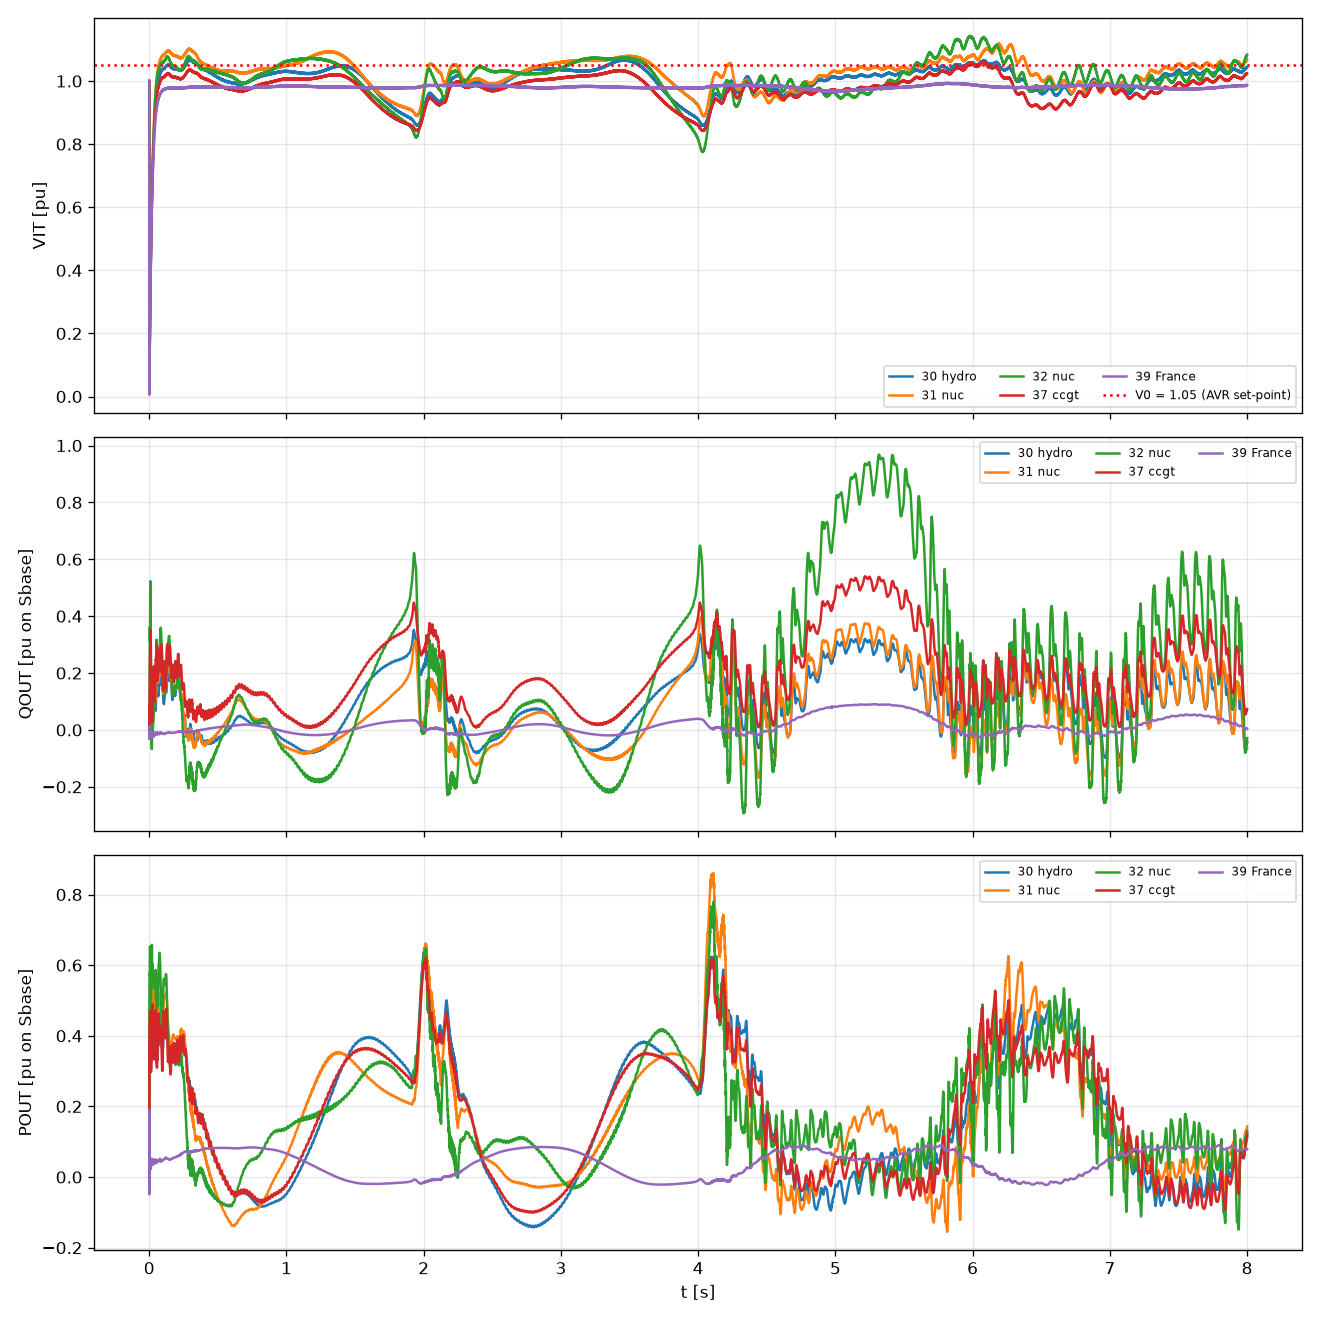 VIT [pu]
1.0
0.8
0.6
0.4
0.2
0.0
30 hydro 32 nuc 39 France
31 nuc 37 ccgt V0 = 1.05 (AVR set-point)
QOUT [pu on Sbase]
1.0
0.8
0.6
0.4
0.2
0.0
−0.2
30 hydro 32 nuc 39 France
31 nuc 37 ccgt
POUT [pu on Sbase]
0.8
0.6
0.4
0.2
0.0
−0.2
30 hydro 32 nuc 39 France
31 nuc 37 ccgt
0 1 2 3 4 5 6 7 8
t [s]